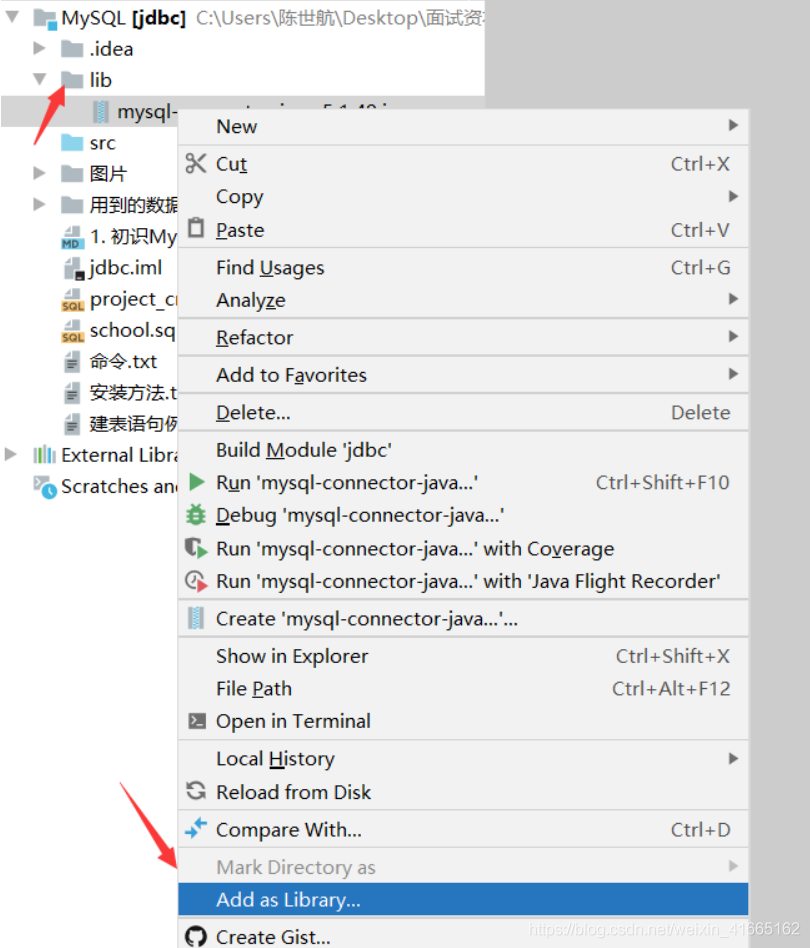 MySQL [jdbc] C:\Users\陈世航\Desktop\面试资
.idea
lib
mysql-
src
图片
用到的数据
MD 1. 初识My
jdbc.iml
SQL project_cr
SQL school.sq
命令.txt
安装方法.t
建表语句例
External Libra
Scratches and
New
Cut Ctrl+X
Copy
Paste Ctrl+V
Find Usages Ctrl+G
Analyze
Refactor
Add to Favorites
Delete... Delete
Build Module 'jdbc'
Run 'mysql-connector-java...' Ctrl+Shift+F10
Debug 'mysql-connector-java...'
Run 'mysql-connector-java...' with Coverage
Run 'mysql-connector-java...' with 'Java Flight Recorder'
Create 'mysql-connector-java...'...
Show in Explorer Ctrl+Shift+X
File Path Ctrl+Alt+F12
Open in Terminal
Local History
Reload from Disk
Compare With... Ctrl+D
Mark Directory as
Add as Library...
Create Gist...
https://blog.csdn.net/weixin_41665162